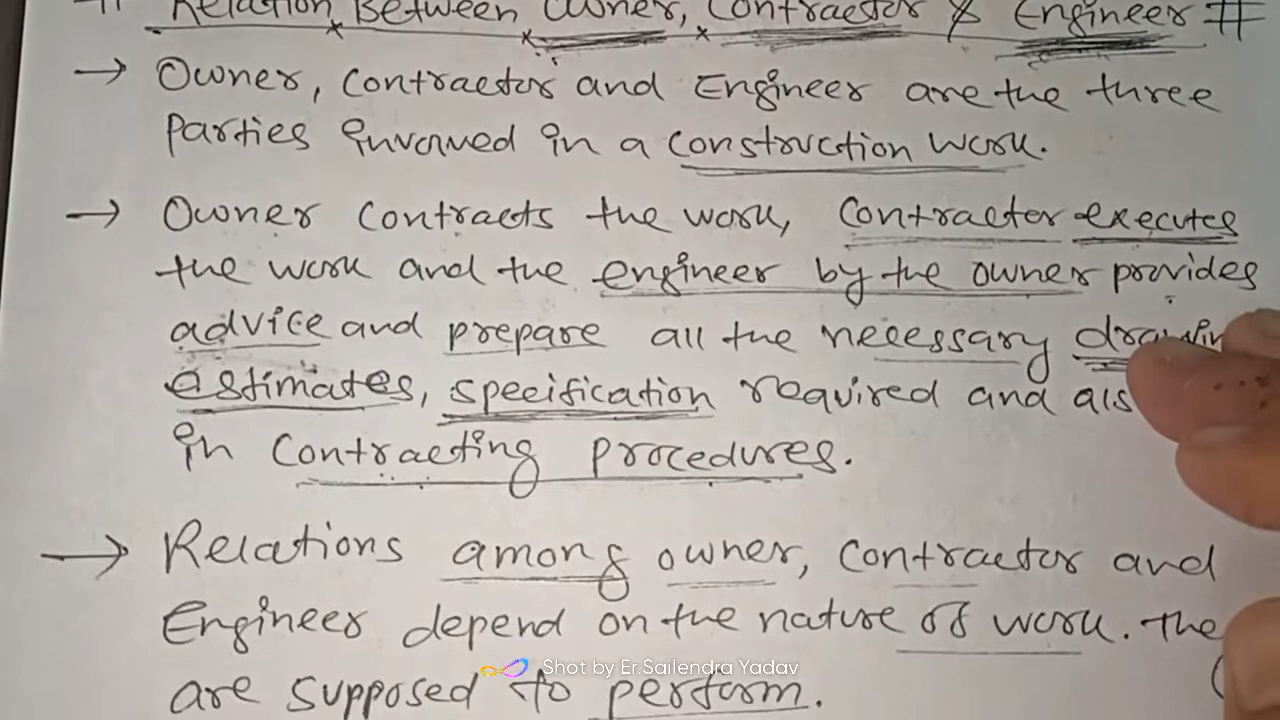 # Relation Between Owner, Contractor & Engineer #
→ Owner, Contractor and Engineer are the three
Parties involved in a Construction Work.
→ Owner Contracts the work, Contractor executes
the work and the engineer by the owner provides
advice and prepare all the necessary
estimates, specification required and
in Contracting procedures.
→ Relations among owner, Contractor and
Engineer depend on the nature of work. The
are supposed to perform.
Shot by Er.Sailendra Yadav